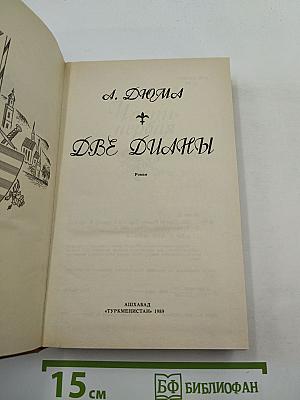 А. ДЮМА
ДВЕ ДИАНЫ
Роман
АШХАБАД
«ТУРКМЕНИСТАН» 1989
15 см
БФ БИБЛИОФАН